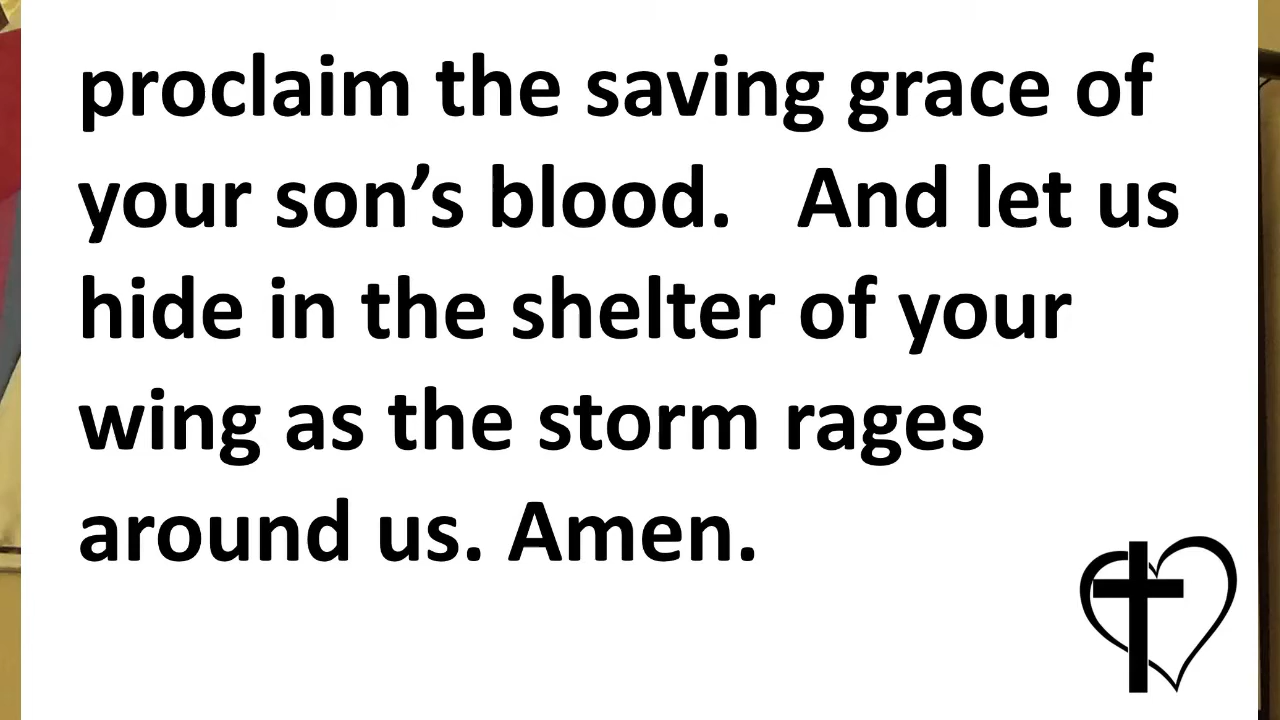 proclaim the saving grace of
your son’s blood.   And let us
hide in the shelter of your
wing as the storm rages
around us. Amen.